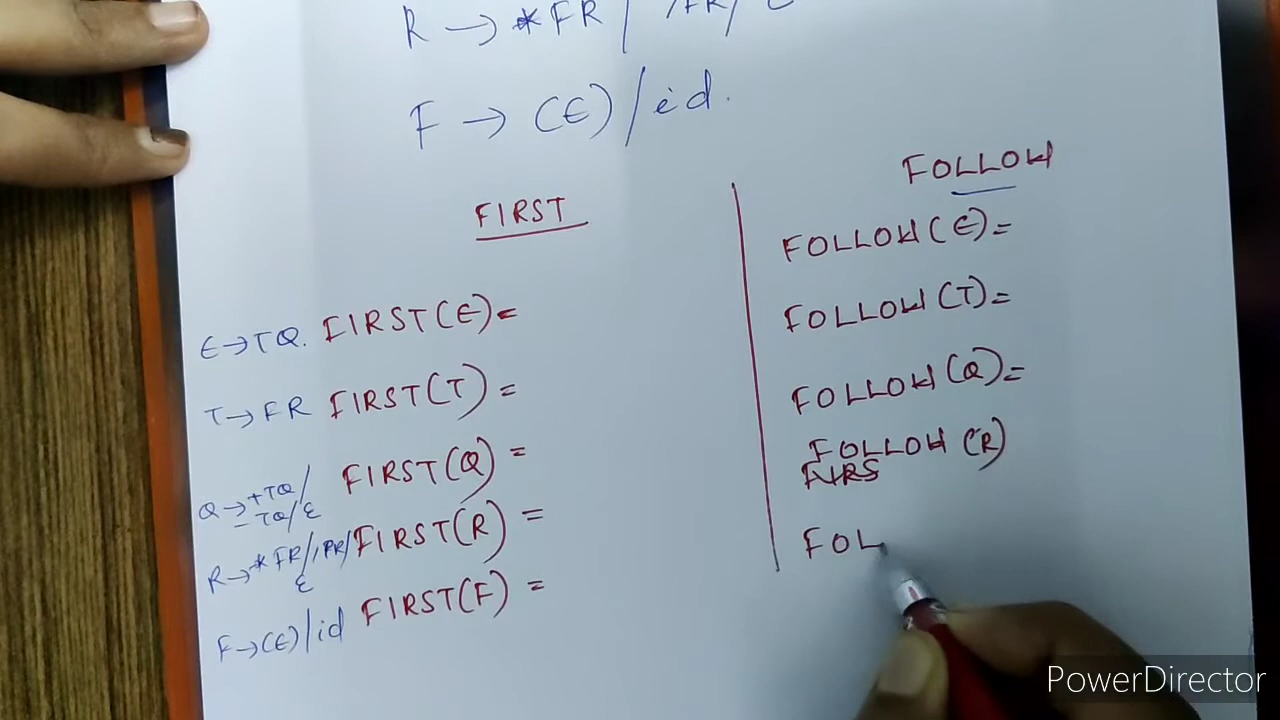 R → *FR / /FR/ ε
F → (E) / id.
FIRST
E → TQ. FIRST(E)=
T → FR FIRST(T) =
Q → +TQ/ FIRST(Q) =
- TQ/ε
R → *FR/ /FR/ FIRST(R) =
ε
F → (E)/id FIRST(F) =
FOLLOW
FOLLOW(E)=
FOLLOW(T)=
FOLLOW(Q)=
FOLLOW (R)
FIRS
FOL
PowerDirector